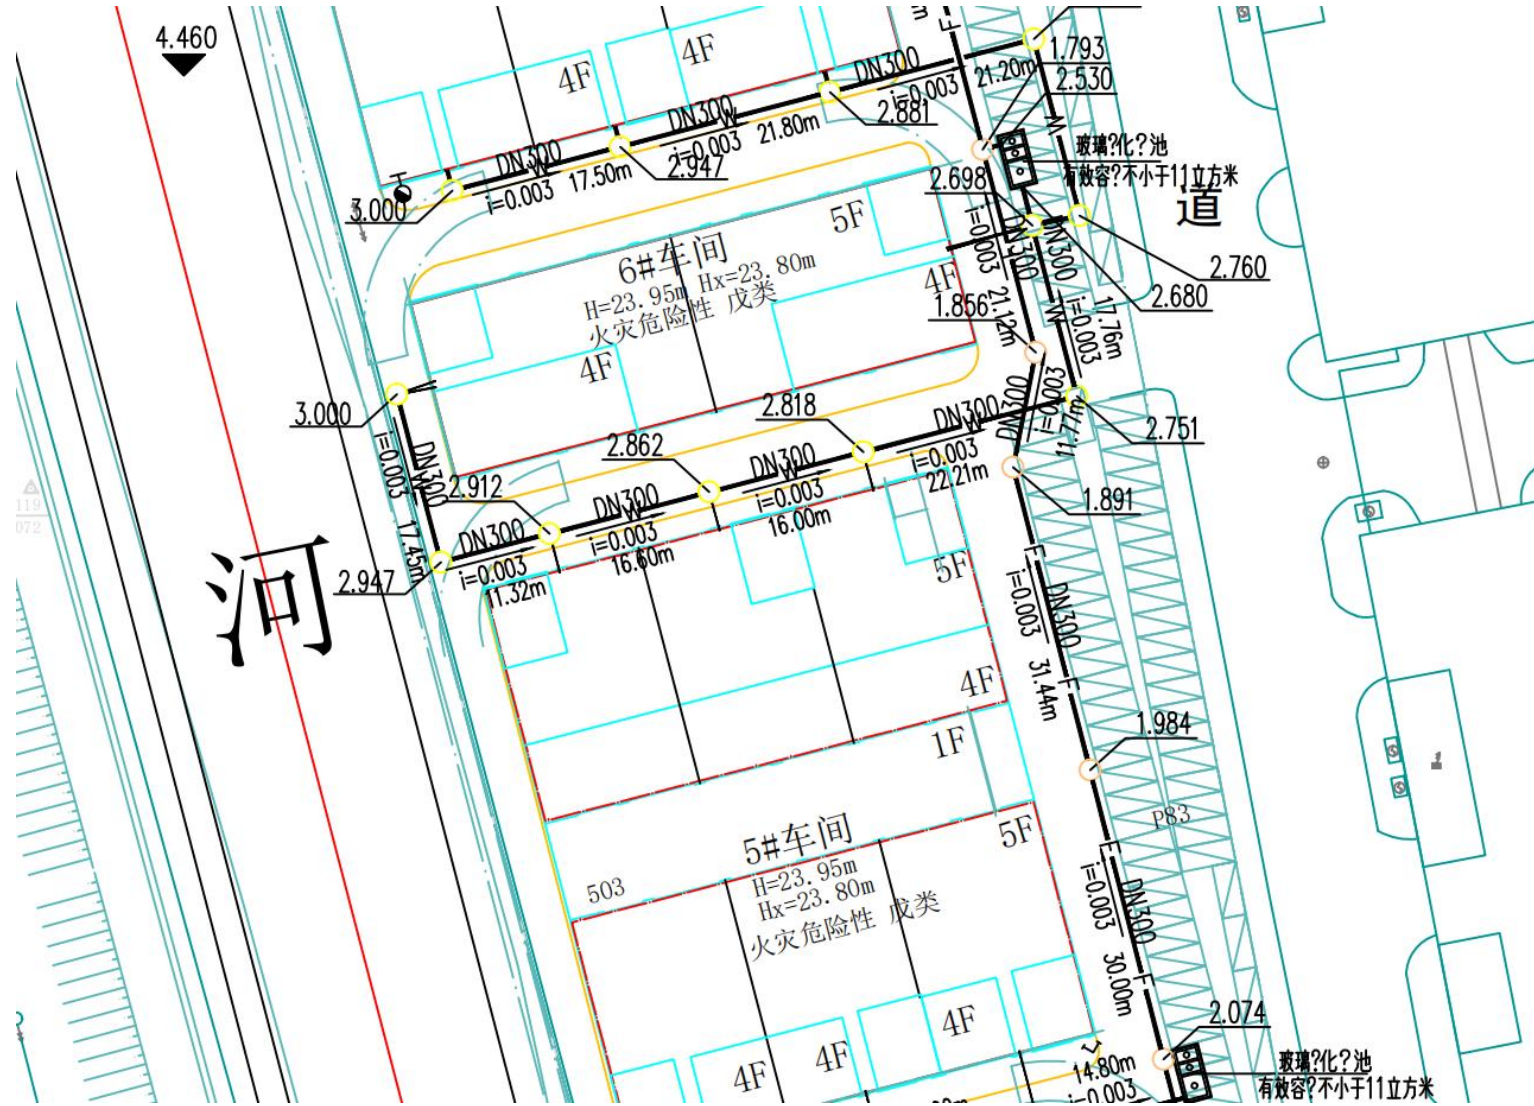 4.460
4F
4F
DN300
1.793
2.530
i=0.003
21.20m
2.881
DN300
W
i=0.003
21.80m
W
玻璃?化?池
有效容?不小于11立方米
DN300
W
i=0.003
17.50m
2.947
3.000
2.698
道
5F
6#车间
H=23.95m Hx=23.80m
火灾危险性 戊类
4F
i=0.003
DN300
21.12m
DN300
W
i=0.003
17.76m
2.760
2.680
1.856
4F
3.000
2.818
DN300
W
i=0.003
22.21m
DN300
i=0.003
11.77m
2.751
2.862
DN300
W
i=0.003
16.00m
i=0.003
DN300
W
17.45m
2.912
DN300
W
i=0.003
16.60m
1.891
119
072
DN300
i=0.003
11.32m
2.947
河
5F
F
i=0.003
DN300
31.44m
F
4F
1F
1.984
P83
5F
5#车间
H=23.95m
Hx=23.80m
火灾危险性 戊类
503
F
i=0.003
DN300
30.00m
F
4F
4F
4F
2.074
14.80m
i=0.003
玻璃?化?池
有效容?不小于11立方米